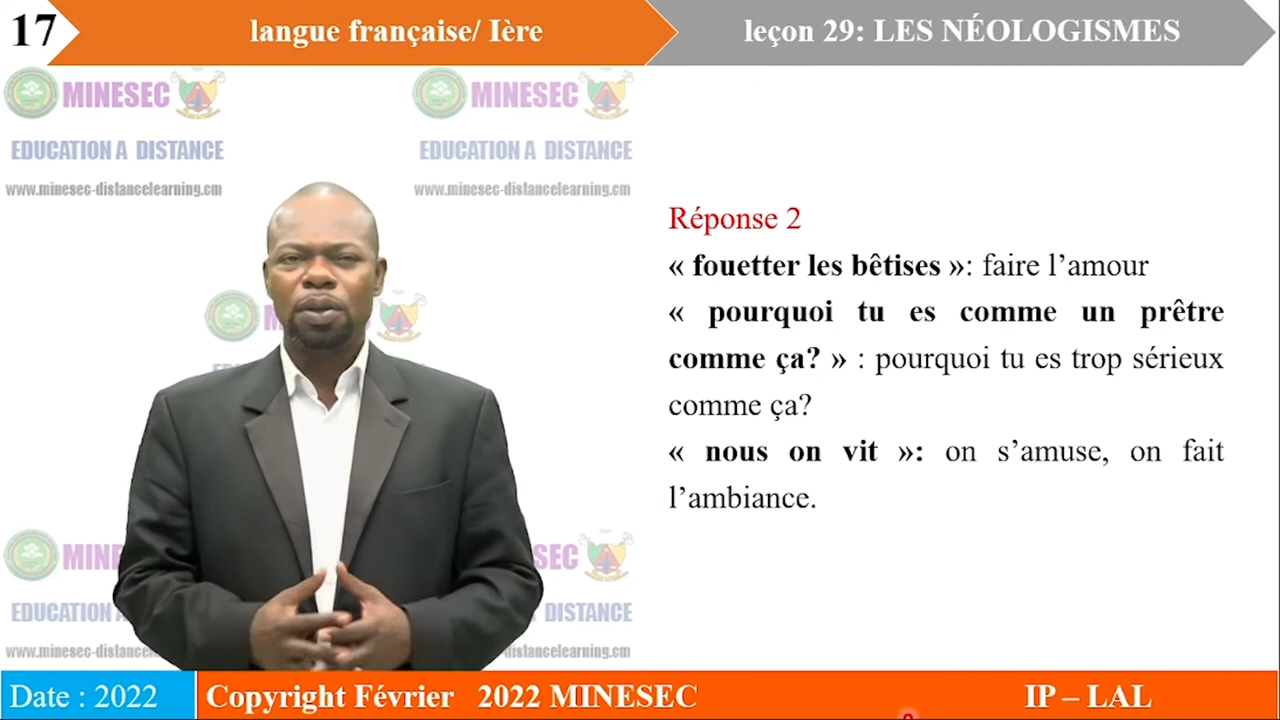 17
langue française/ Ière
leçon 29: LES NÉOLOGISMES
MINESEC
MINESEC
EDUCATION A DISTANCE
EDUCATION A DISTANCE
www.minesec-distancelearning.cm
www.minesec-distancelearning.cm
Réponse 2
« fouetter les bêtises »: faire l’amour
« pourquoi tu es comme un prêtre
comme ça? » : pourquoi tu es trop sérieux
comme ça?
« nous on vit »: on s’amuse, on fait
l’ambiance.
Date : 2022
Copyright Février 2022 MINESEC
IP – LAL